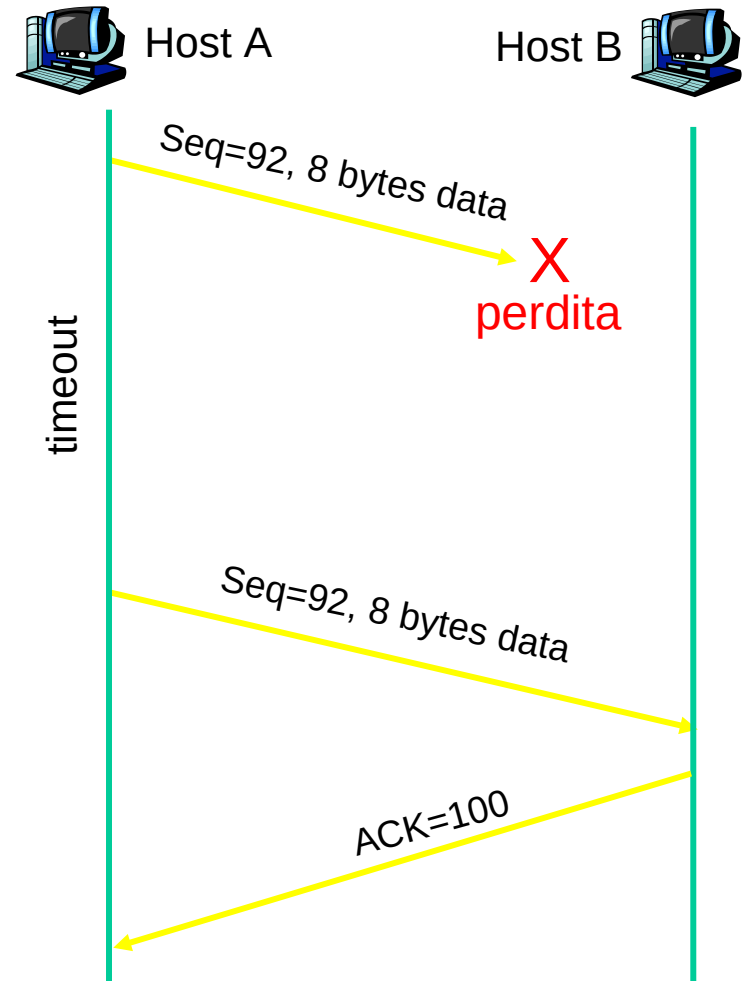 Host A
Host B
Seq=92, 8 bytes data
X
perdita
timeout
Seq=92, 8 bytes data
ACK=100